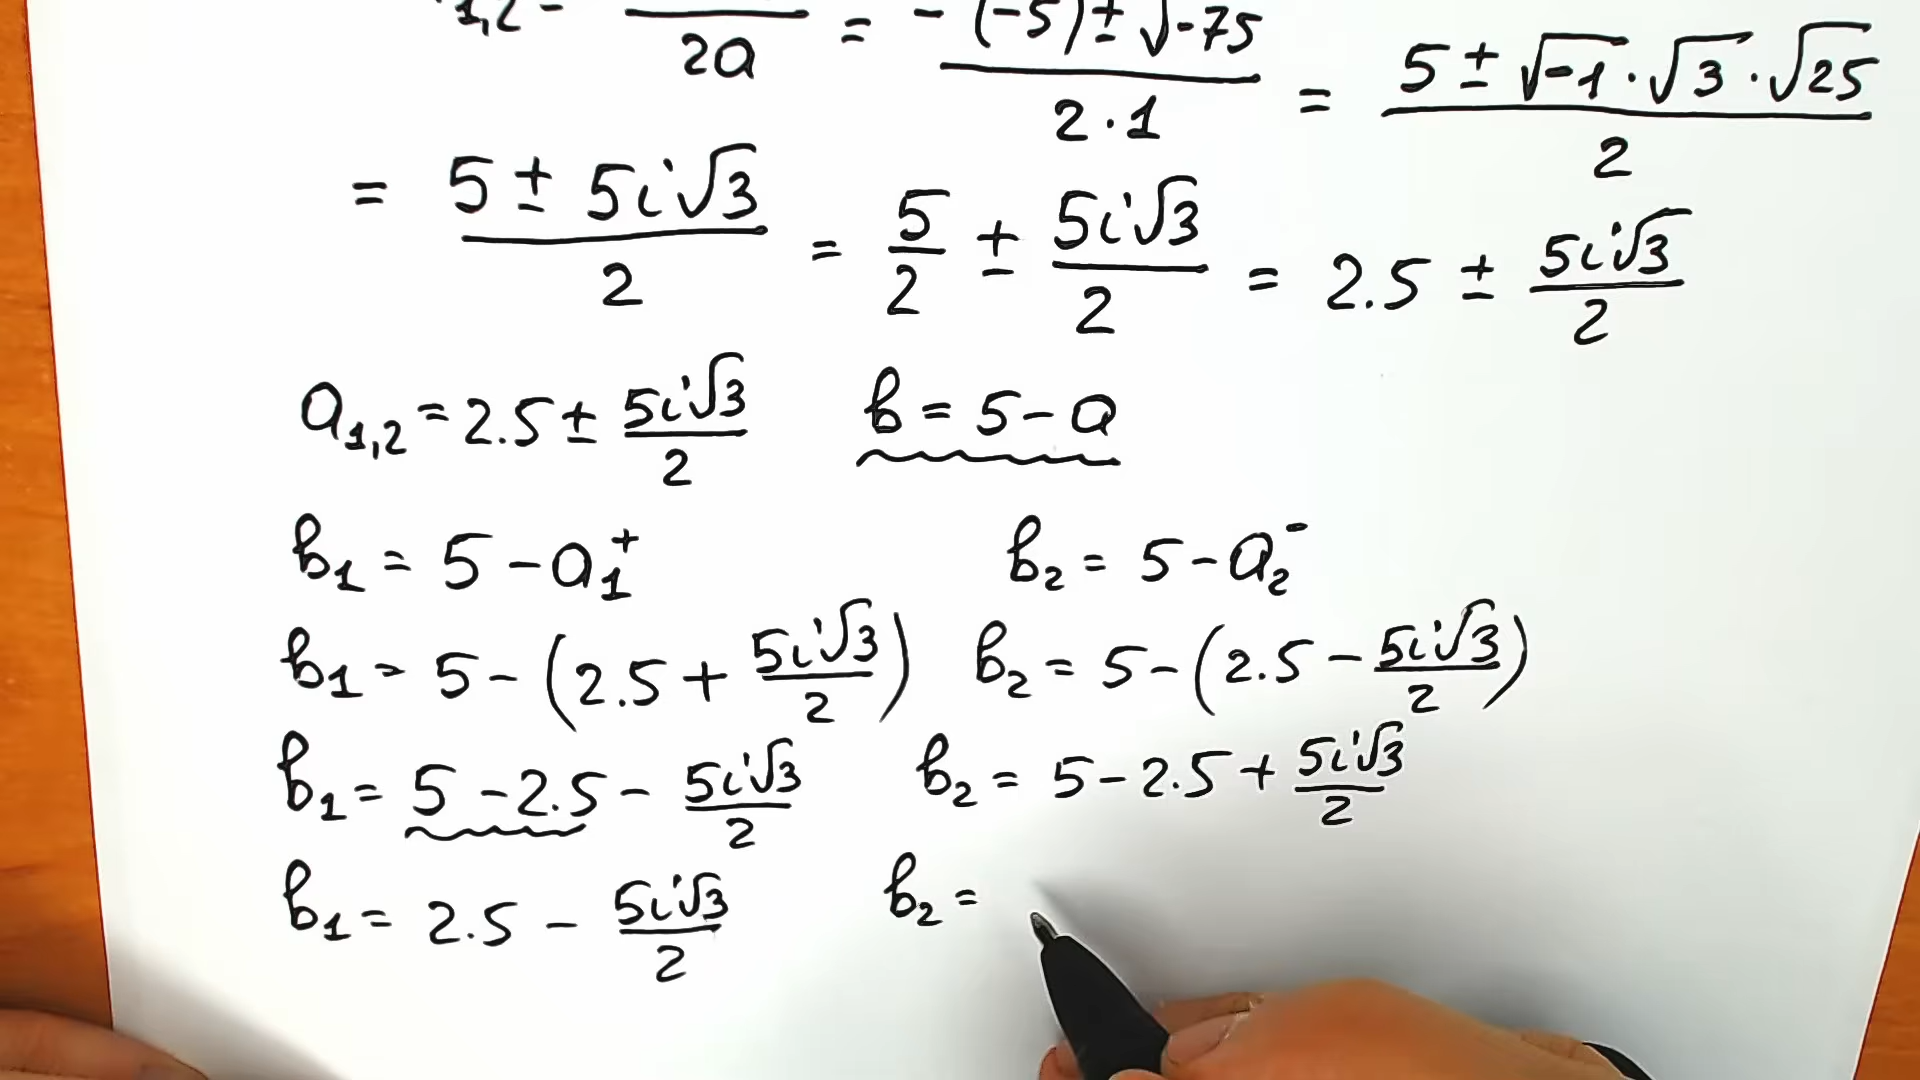 1,2 = ―/2a = (-(-5) ± √-75)/(2 · 1) = (5 ± √-1 · √3 · √25)/2
= (5 ± 5i√3)/2 = 5/2 ± 5i√3/2 = 2.5 ± 5i√3/2
a₁,₂ = 2.5 ± 5i√3/2 b = 5 - a
b₁ = 5 - a₁⁺ b₂ = 5 - a₂⁻
b₁ = 5 - (2.5 + 5i√3/2) b₂ = 5 - (2.5 - 5i√3/2)
b₁ = 5 - 2.5 - 5i√3/2 b₂ = 5 - 2.5 + 5i√3/2
b₁ = 2.5 - 5i√3/2 b₂ =